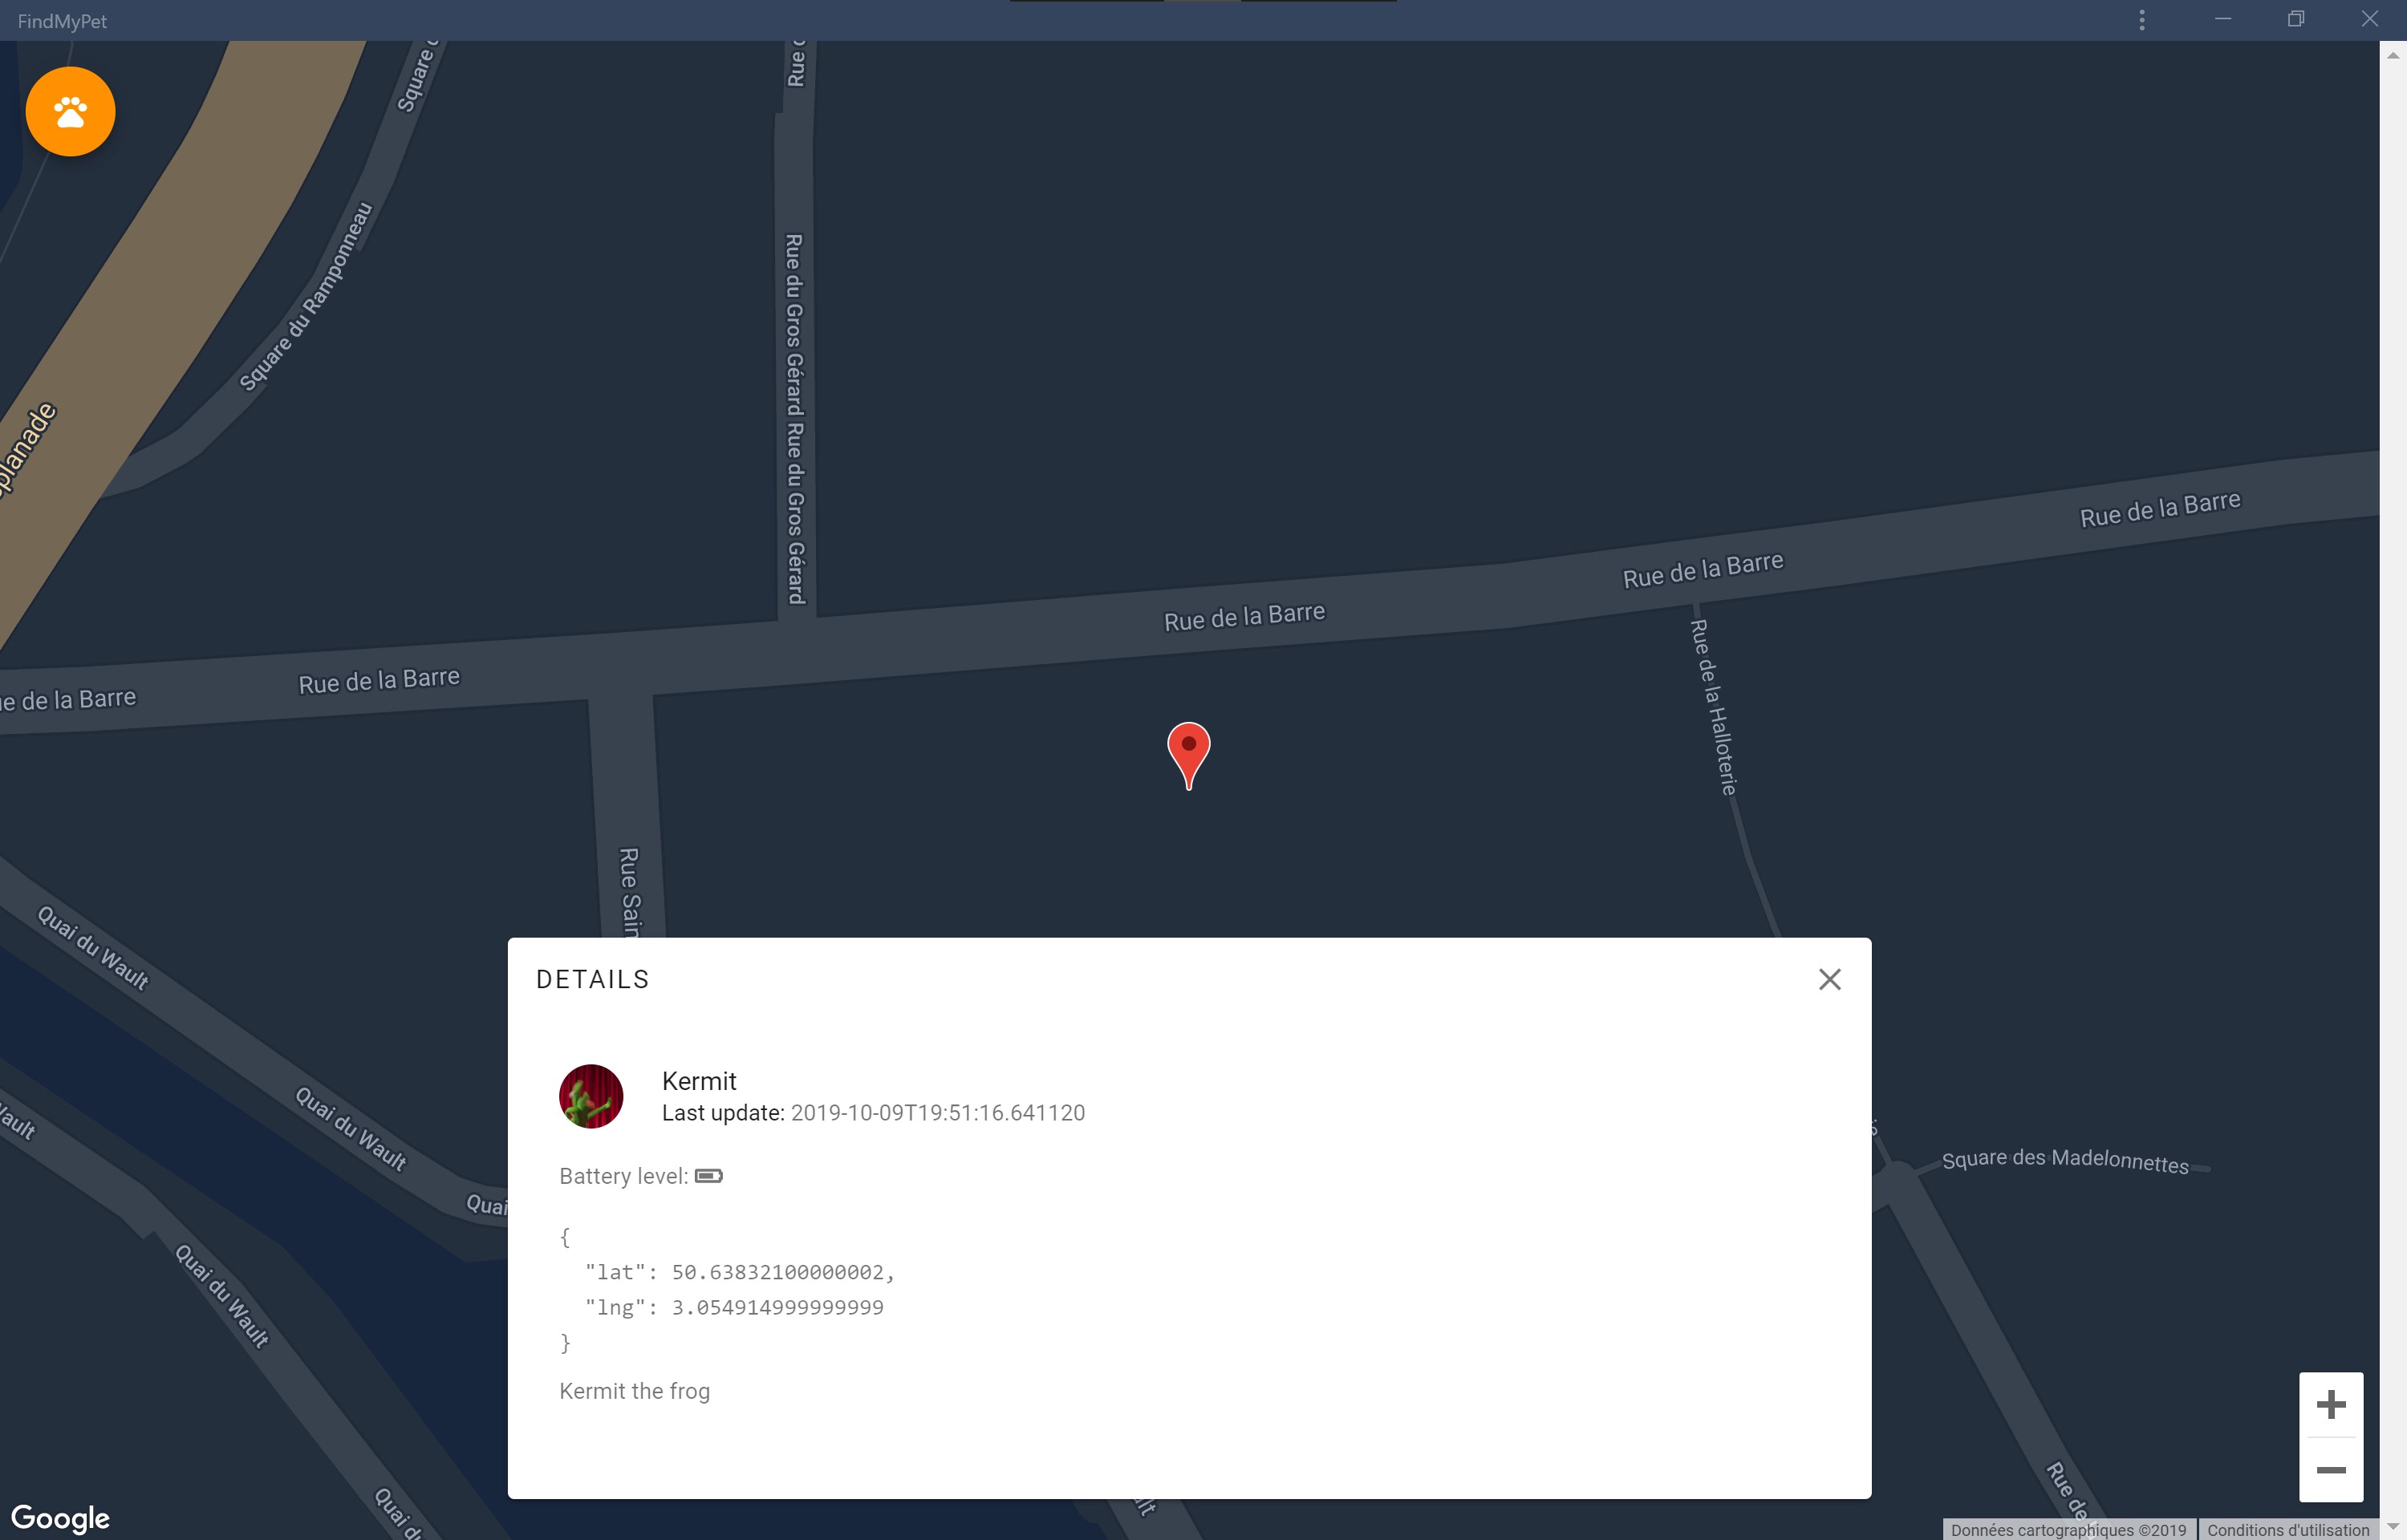 FindMyPet
Square
Rue
Square du Ramponneau
Rue du Gros Gérard
Rue du Gros Gérard
Rue de la Barre
Rue de la Barre
Rue de la Barre
Rue de la Barre
de la Barre
Rue de la Halloterie
Rue
Quai du Wault
Quai du Wault
Quai
Quai du Wault
Quai
Square des Madelonnettes
Rue de
DETAILS
Kermit
Last update: 2019-10-09T19:51:16.641120
Battery level:
{
"lat": 50.63832100000002,
"lng": 3.054914999999999
}
Kermit the frog
Google
Données cartographiques ©2019
Conditions d'utilisation